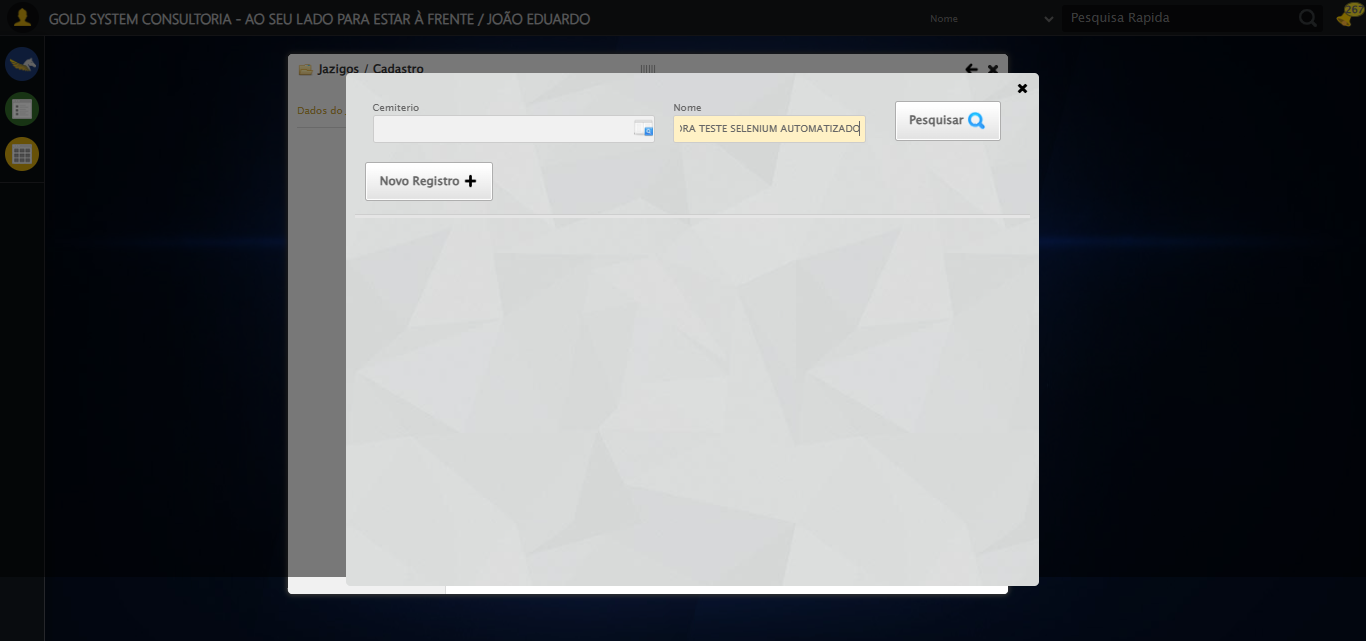 GOLD SYSTEM CONSULTORIA - AO SEU LADO PARA ESTAR À FRENTE / JOÃO EDUARDO
Nome
Pesquisa Rapida
267
Jazigos / Cadastro
Dados do
Cemiterio
Nome
TESTE SELENIUM AUTOMATIZADO
Pesquisar
Novo Registro